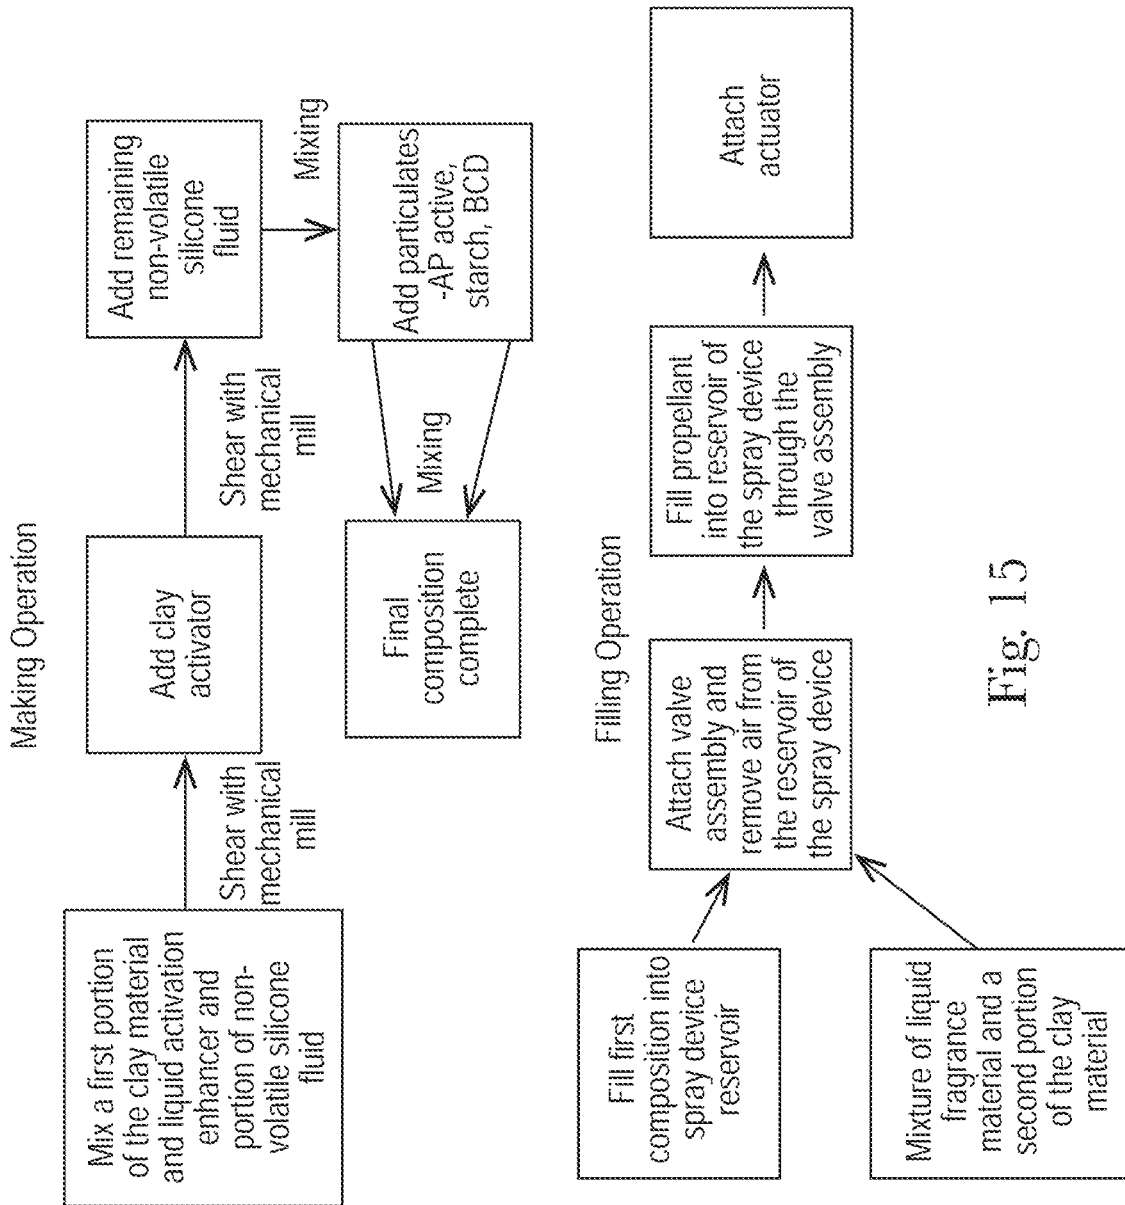 Making Operation
Mix a first portion
of the clay material
and liquid activation
enhancer and
portion of non-
volatile silicone
fluid
Shear with
mechanical
mill
Add clay
activator
Shear with
mechanical
mill
Add remaining
non-volatile
silicone
fluid
Mixing
Add particulates
-AP active,
starch, BCD
Mixing
Final
composition
complete
Filling Operation
Fill first
composition into
spray device
reservoir
Mixture of liquid
fragrance
material and a
second portion
of the clay
material
Attach valve
assembly and
remove air from
the reservoir of
the spray device
Fill propellant
into reservoir of
the spray device
through the
valve assembly
Attach
actuator
Fig. 15